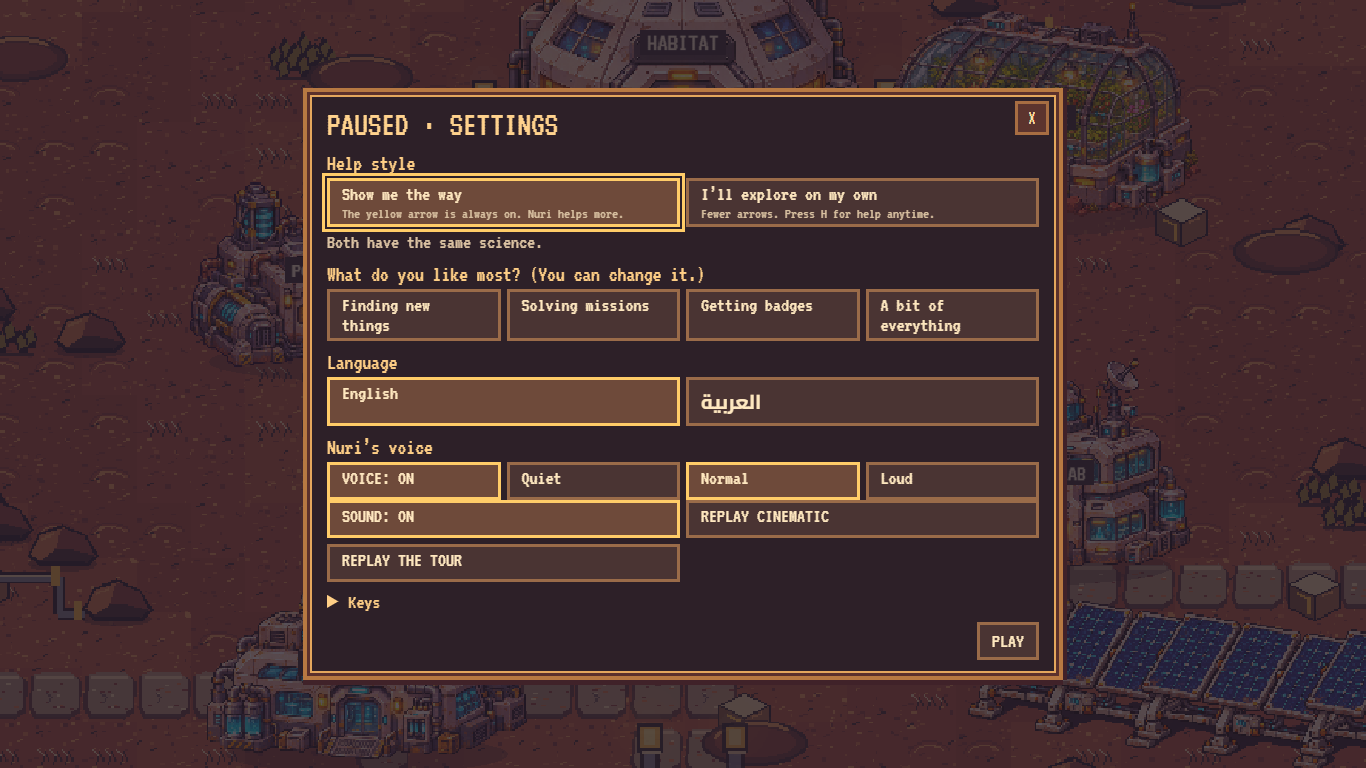 HABITAT
PAUSED · SETTINGS
X
Help style
Show me the way
The yellow arrow is always on. Nuri helps more.
I'll explore on my own
Fewer arrows. Press H for help anytime.
Both have the same science.
What do you like most? (You can change it.)
Finding new
things
Solving missions
Getting badges
A bit of
everything
Language
English
العربية
Nuri's voice
VOICE: ON
Quiet
Normal
Loud
SOUND: ON
REPLAY CINEMATIC
REPLAY THE TOUR
Keys
PLAY